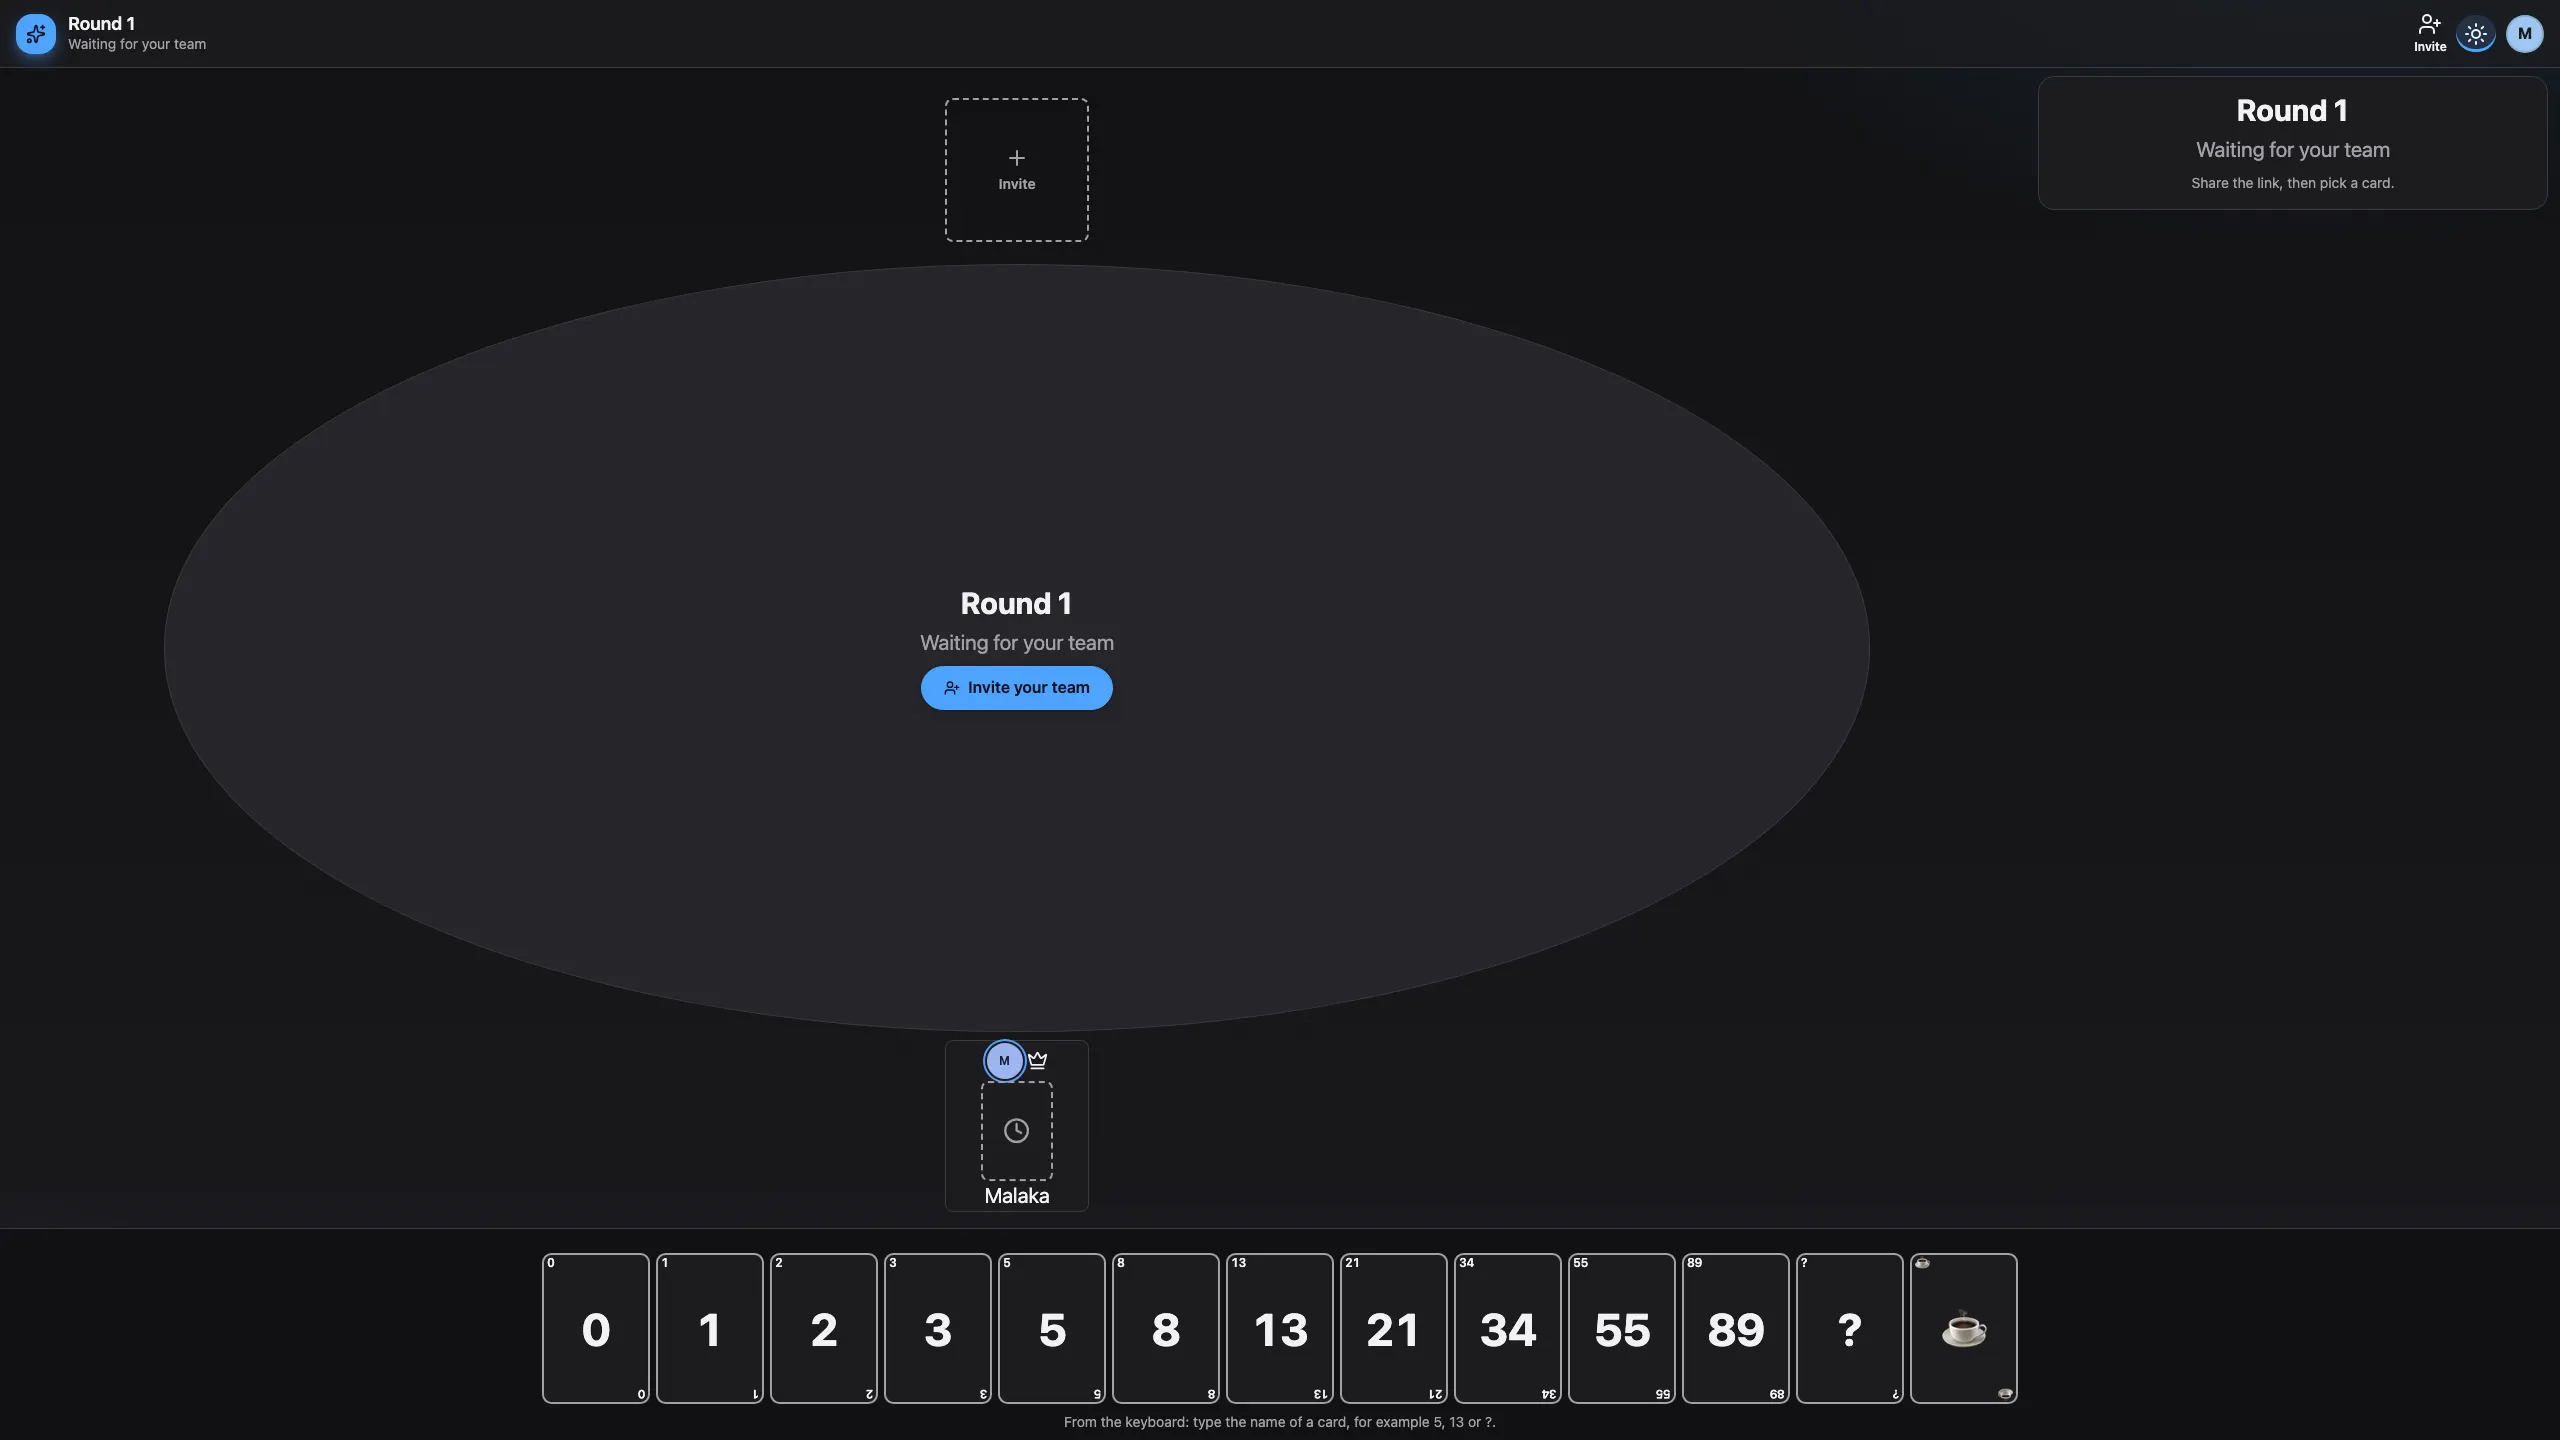 Round 1
Waiting for your team
Invite
M
Round 1
Waiting for your team
Share the link, then pick a card.
Invite
Round 1
Waiting for your team
Invite your team
M
Malaka
0 1 2 3 5 8 13 21 34 55 89 ?
0 1 2 3 5 8 13 21 34 55 89 ?
0 1 2 3 5 8 13 21 34 55 89 ?
From the keyboard: type the name of a card, for example 5, 13 or ?.